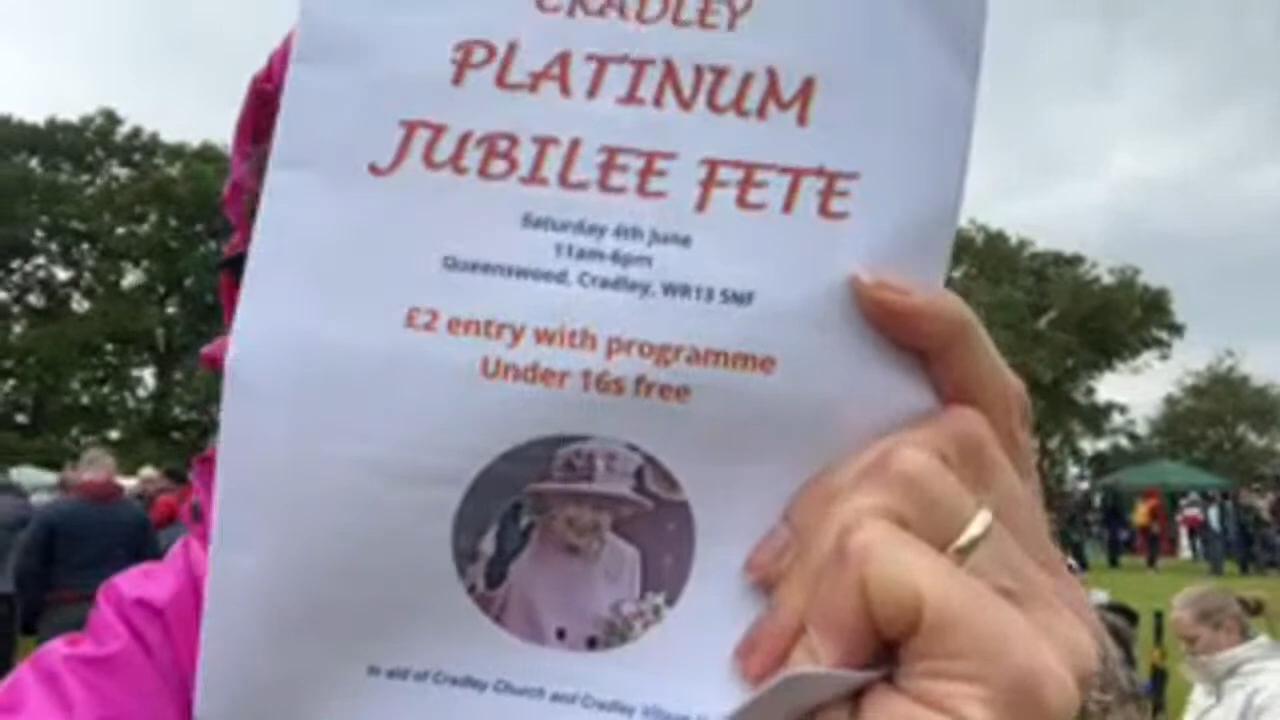 CRADLEY
PLATINUM
JUBILEE FETE
Saturday 4th June
11am-6pm
Queenswood, Cradley, WR13 5NF
£2 entry with programme
Under 16s free
In aid of Cradley Church and Cradley Village